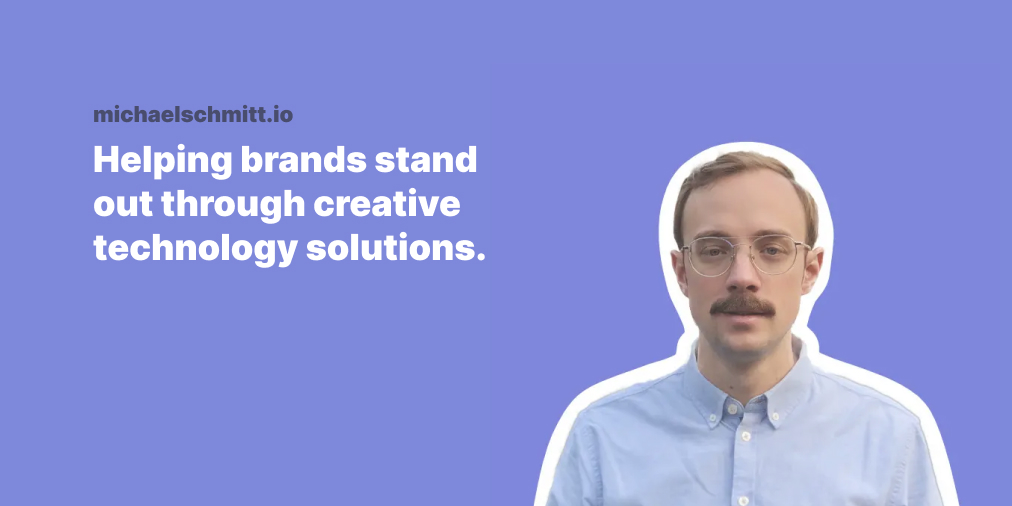 michaelschmitt.io
Helping brands stand
out through creative
technology solutions.